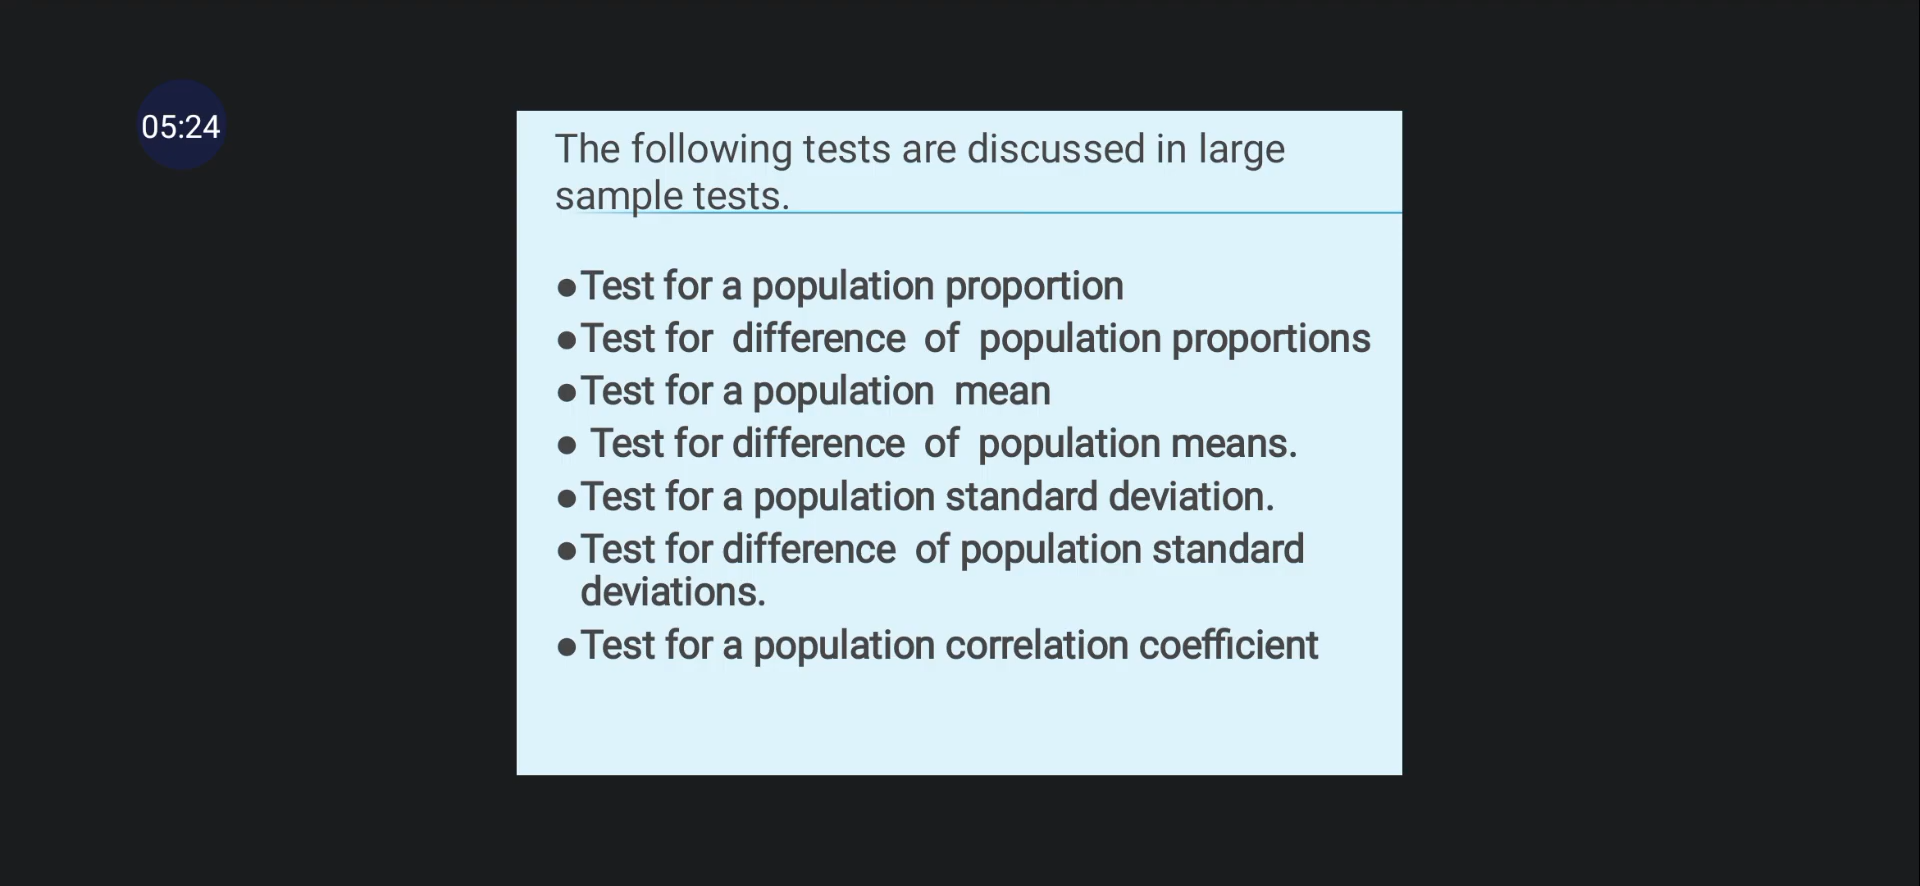 05:24
The following tests are discussed in large
sample tests.
●Test for a population proportion
●Test for  difference  of  population proportions
●Test for a population  mean
● Test for difference  of  population means.
●Test for a population standard deviation.
●Test for difference  of population standard
deviations.
●Test for a population correlation coefficient